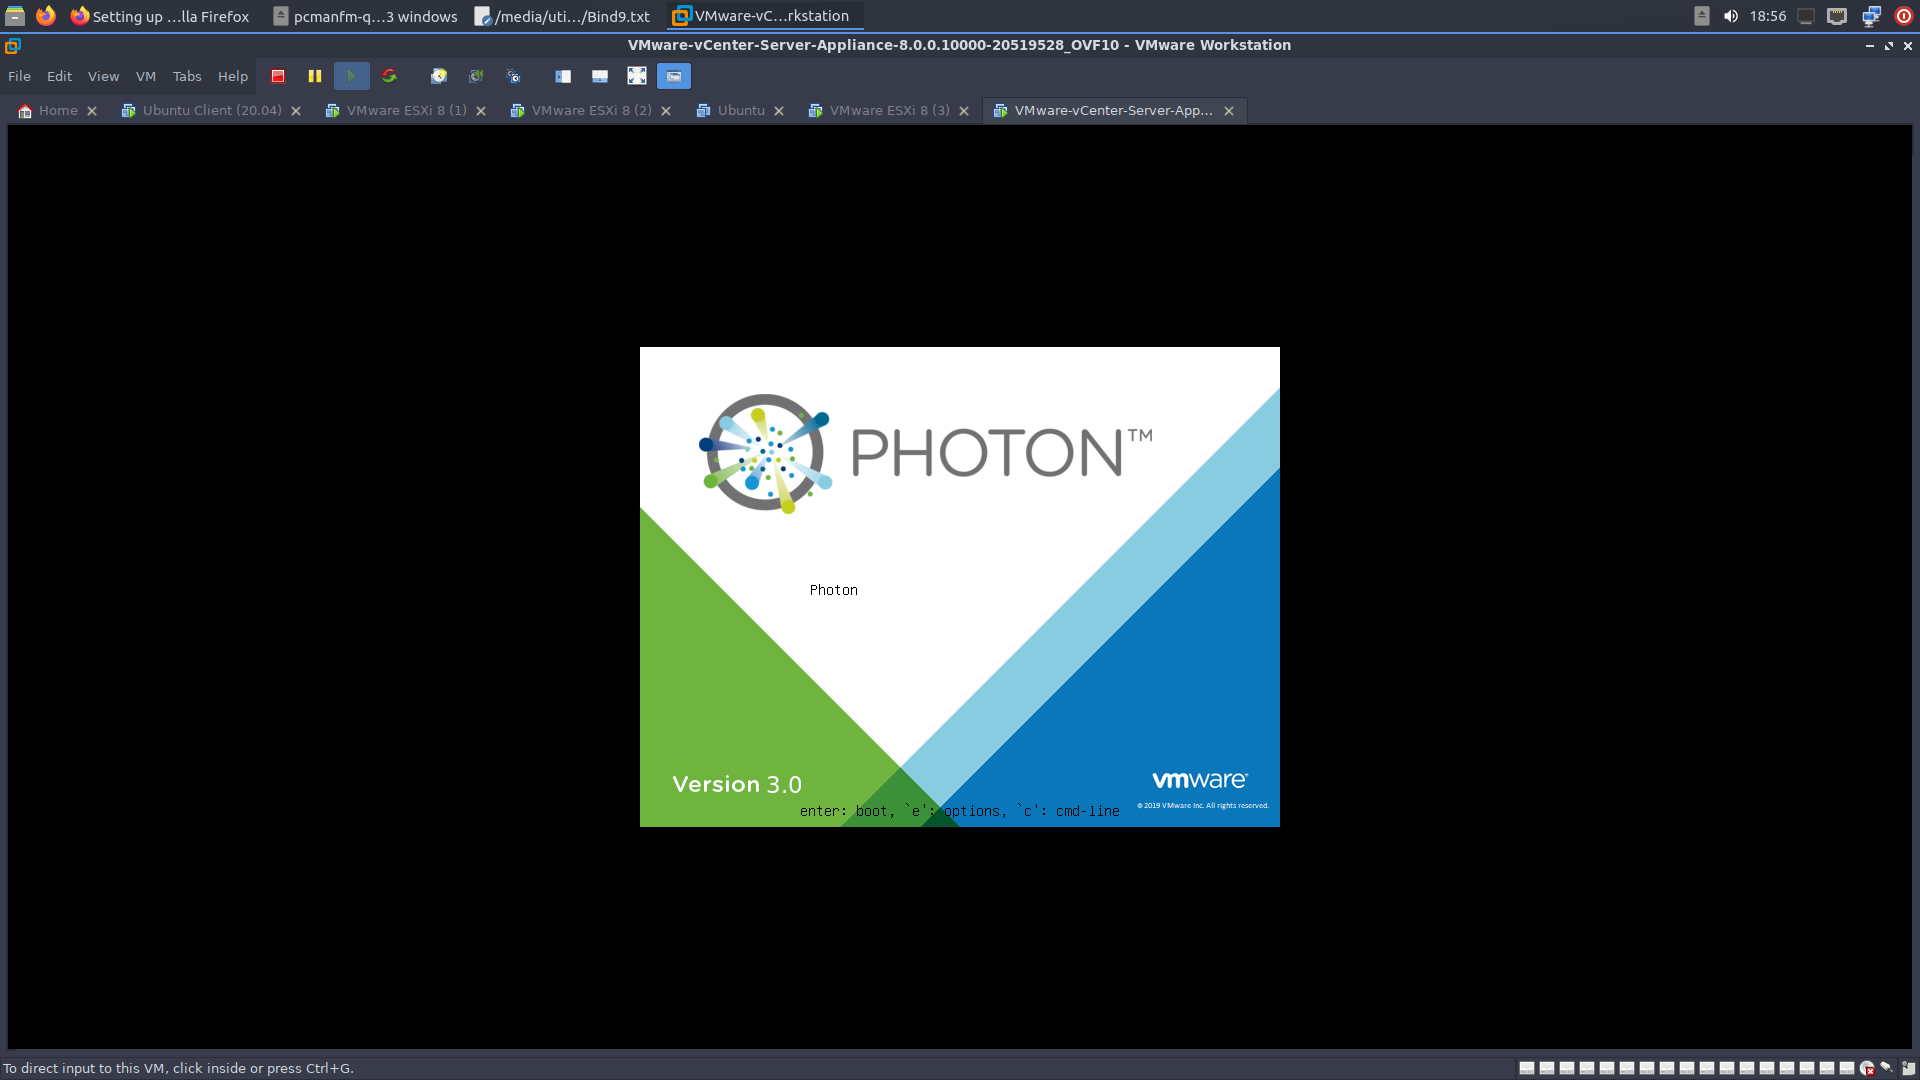 Setting up ...lla Firefox
pcmanfm-q...3 windows
/media/uti.../Bind9.txt
VMware-vC...rkstation
18:56
VMware-vCenter-Server-Appliance-8.0.0.10000-20519528_OVF10 - VMware Workstation
File Edit View VM Tabs Help
Home
Ubuntu Client (20.04)
VMware ESXi 8 (1)
VMware ESXi 8 (2)
Ubuntu
VMware ESXi 8 (3)
VMware-vCenter-Server-App...
PHOTON™
Photon
Version 3.0
vmware®
© 2019 VMware Inc. All rights reserved.
enter: boot, `e': options, `c': cmd-line
To direct input to this VM, click inside or press Ctrl+G.